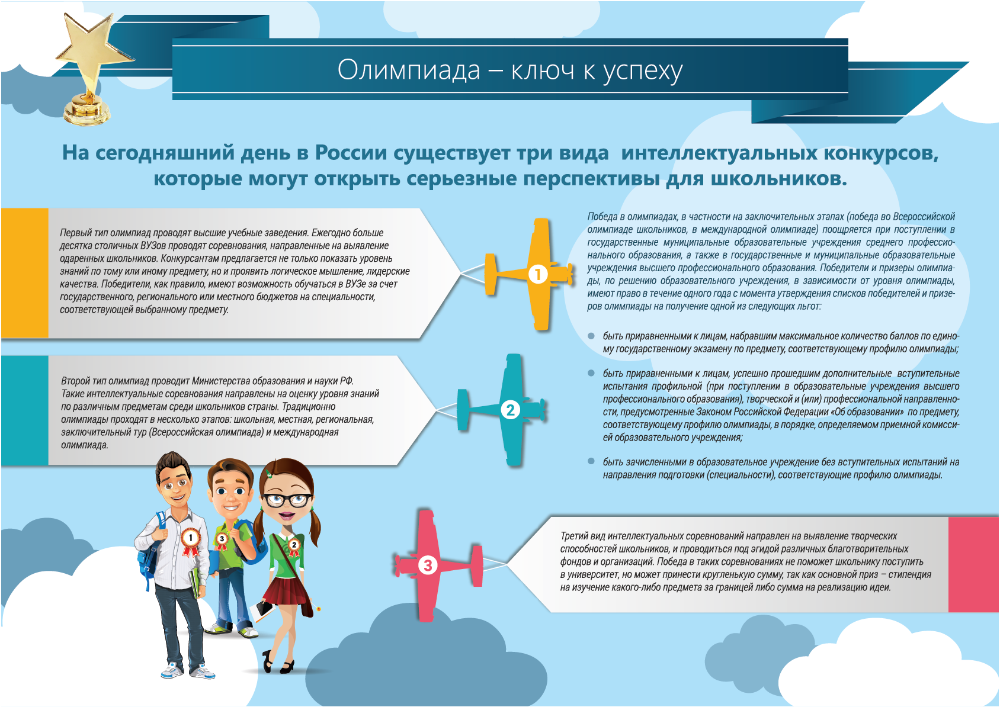 Олимпиада – ключ к успеху
На сегодняшний день в России существует три вида интеллектуальных конкурсов,
которые могут открыть серьезные перспективы для школьников.
Первый тип олимпиад проводят высшие учебные заведения. Ежегодно больше
десятка столичных ВУЗов проводят соревнования, направленные на выявление
одаренных школьников. Конкурсантам предлагается не только показать уровень
знаний по тому или иному предмету, но и проявить логическое мышление, лидерские
качества. Победители, как правило, имеют возможность обучаться в ВУЗе за счет
государственного, регионального или местного бюджетов на специальности,
соответствующей выбранному предмету.
1
Второй тип олимпиад проводит Министерства образования и науки РФ.
Такие интеллектуальные соревнования направлены на оценку уровня знаний
по различным предметам среди школьников страны. Традиционно
олимпиады проходят в несколько этапов: школьная, местная, региональная,
заключительный тур (Всероссийская олимпиада) и международная
олимпиада.
2
Победа в олимпиадах, в частности на заключительных этапах (победа во Всероссийской
олимпиаде школьников, в международной олимпиаде) поощряется при поступлении в
государственные муниципальные образовательные учреждения среднего профессио-
нального образования, а также в государственные и муниципальные образовательные
учреждения высшего профессионального образования. Победители и призеры олимпиа-
ды, по решению образовательного учреждения, в зависимости от уровня олимпиады,
имеют право в течение одного года с момента утверждения списков победителей и призе-
ров олимпиады на получение одной из следующих льгот:
быть приравненными к лицам, набравшим максимальное количество баллов по едино-
му государственному экзамену по предмету, соответствующему профилю олимпиады;
быть приравненными к лицам, успешно прошедшим дополнительные вступительные
испытания профильной (при поступлении в образовательные учреждения высшего
профессионального образования), творческой и (или) профессиональной направленно-
сти, предусмотренные Законом Российской Федерации «Об образовании» по предмету,
соответствующему профилю олимпиады, в порядке, определяемом приемной комисси-
ей образовательного учреждения;
быть зачисленными в образовательное учреждение без вступительных испытаний на
направления подготовки (специальности), соответствующие профилю олимпиады.
1
3
2
3
Третий вид интеллектуальных соревнований направлен на выявление творческих
способностей школьников, и проводиться под эгидой различных благотворительных
фондов и организаций. Победа в таких соревнованиях не поможет школьнику поступить
в университет, но может принести кругленькую сумму, так как основной приз – стипендия
на изучение какого-либо предмета за границей либо сумма на реализацию идеи.